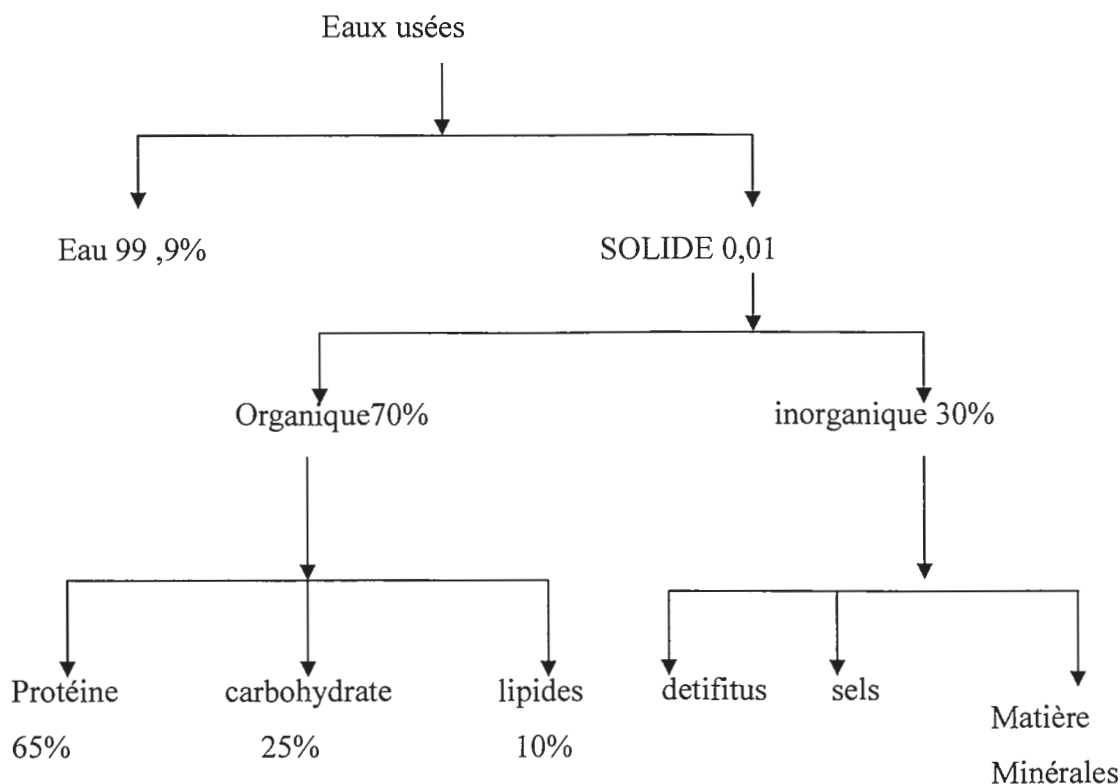 Eaux usées
Eau 99 ,9%
SOLIDE 0,01
Organique70%
inorganique 30%
Protéine
65%
carbohydrate
25%
lipides
10%
detifitus
sels
Matière
Minérales